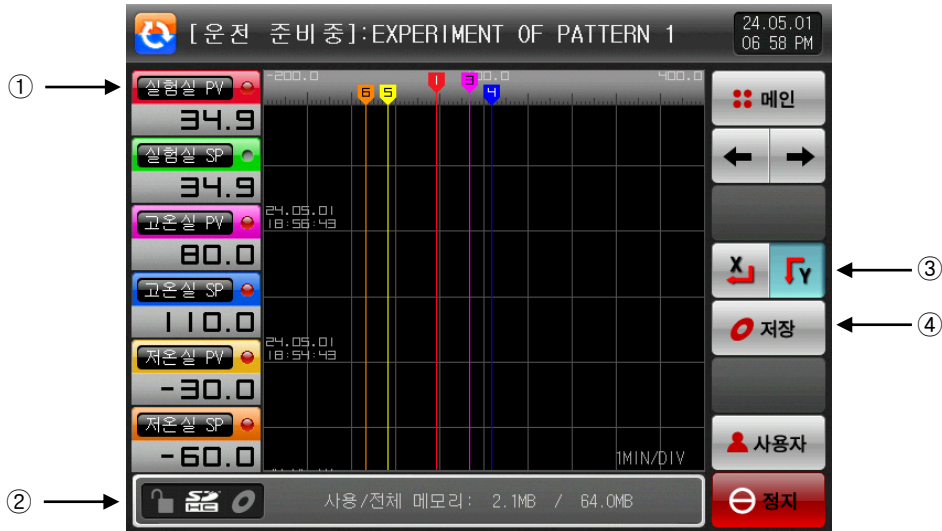 [운전 준비중]:EXPERIMENT OF PATTERN 1
24.05.01
06 58 PM
①
실험실 PV
34.9
실험실 SP
34.9
고온실 PV
80.0
고온실 SP
110.0
저온실 PV
-30.0
저온실 SP
-60.0
-200.0
400.0
6
5
1
3
4
24.05.01
18:56:43
24.05.01
18:54:43
1MIN/DIV
메인
X
Y
③
저장
④
사용자
정지
②
SD
HC
사용/전체 메모리: 2.1MB / 64.0MB